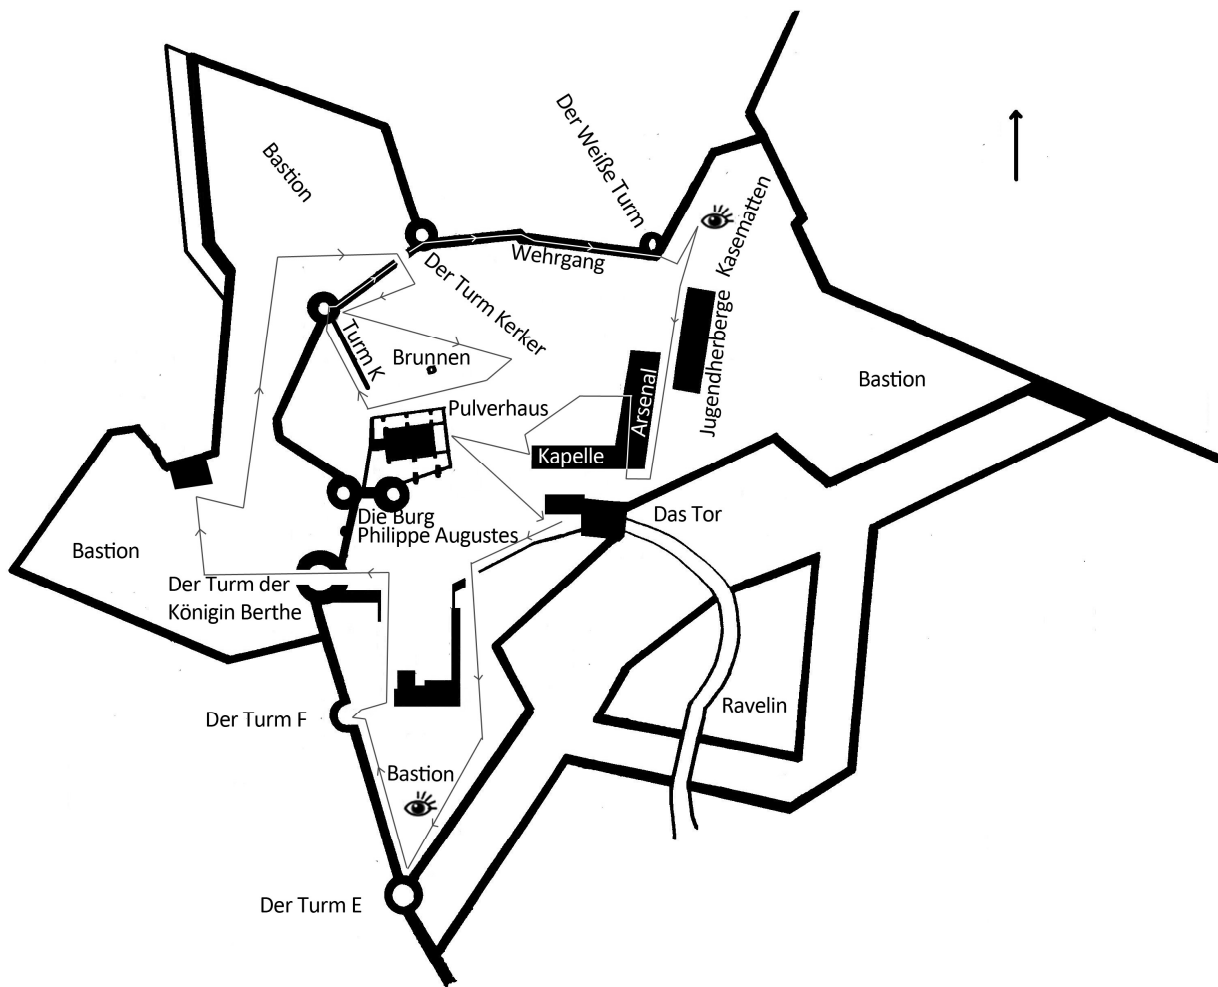 Bastion
Der Weiße Turm
Kasematten
Wehrgang
Der Turm Kerker
Turm K
Brunnen
Jugendherberge
Arsenal
Bastion
Pulverhaus
Kapelle
Die Burg
Philippe Augustes
Das Tor
Bastion
Der Turm der
Königin Berthe
Der Turm F
Ravelin
Bastion
Der Turm E